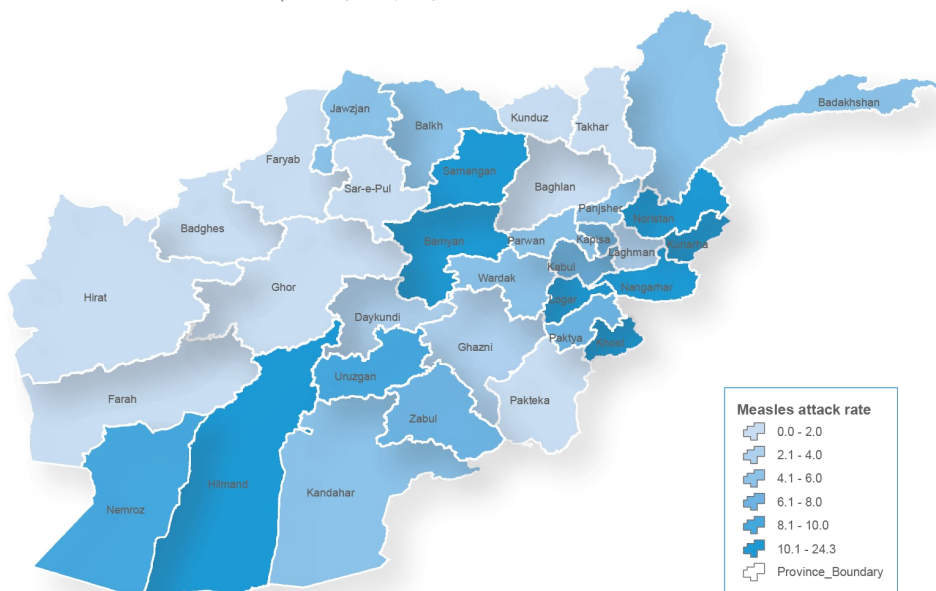 Badakhshan
Jawzjan
Balkh
Kunduz
Takhar
Faryab
Samangan
Sar-e-Pul
Baghlan
Panjsher
Noristan
Badghes
Bamyan
Parwan
Kapisa
Kunarha
Laghman
Kabul
Wardak
Nangarhar
Hirat
Ghor
Logar
Daykundi
Paktya
Khost
Ghazni
Uruzgan
Farah
Pakteka
Zabul
Hilmand
Kandahar
Nemroz
Measles attack rate
0.0 - 2.0
2.1 - 4.0
4.1 - 6.0
6.1 - 8.0
8.1 - 10.0
10.1 - 24.3
Province_Boundary